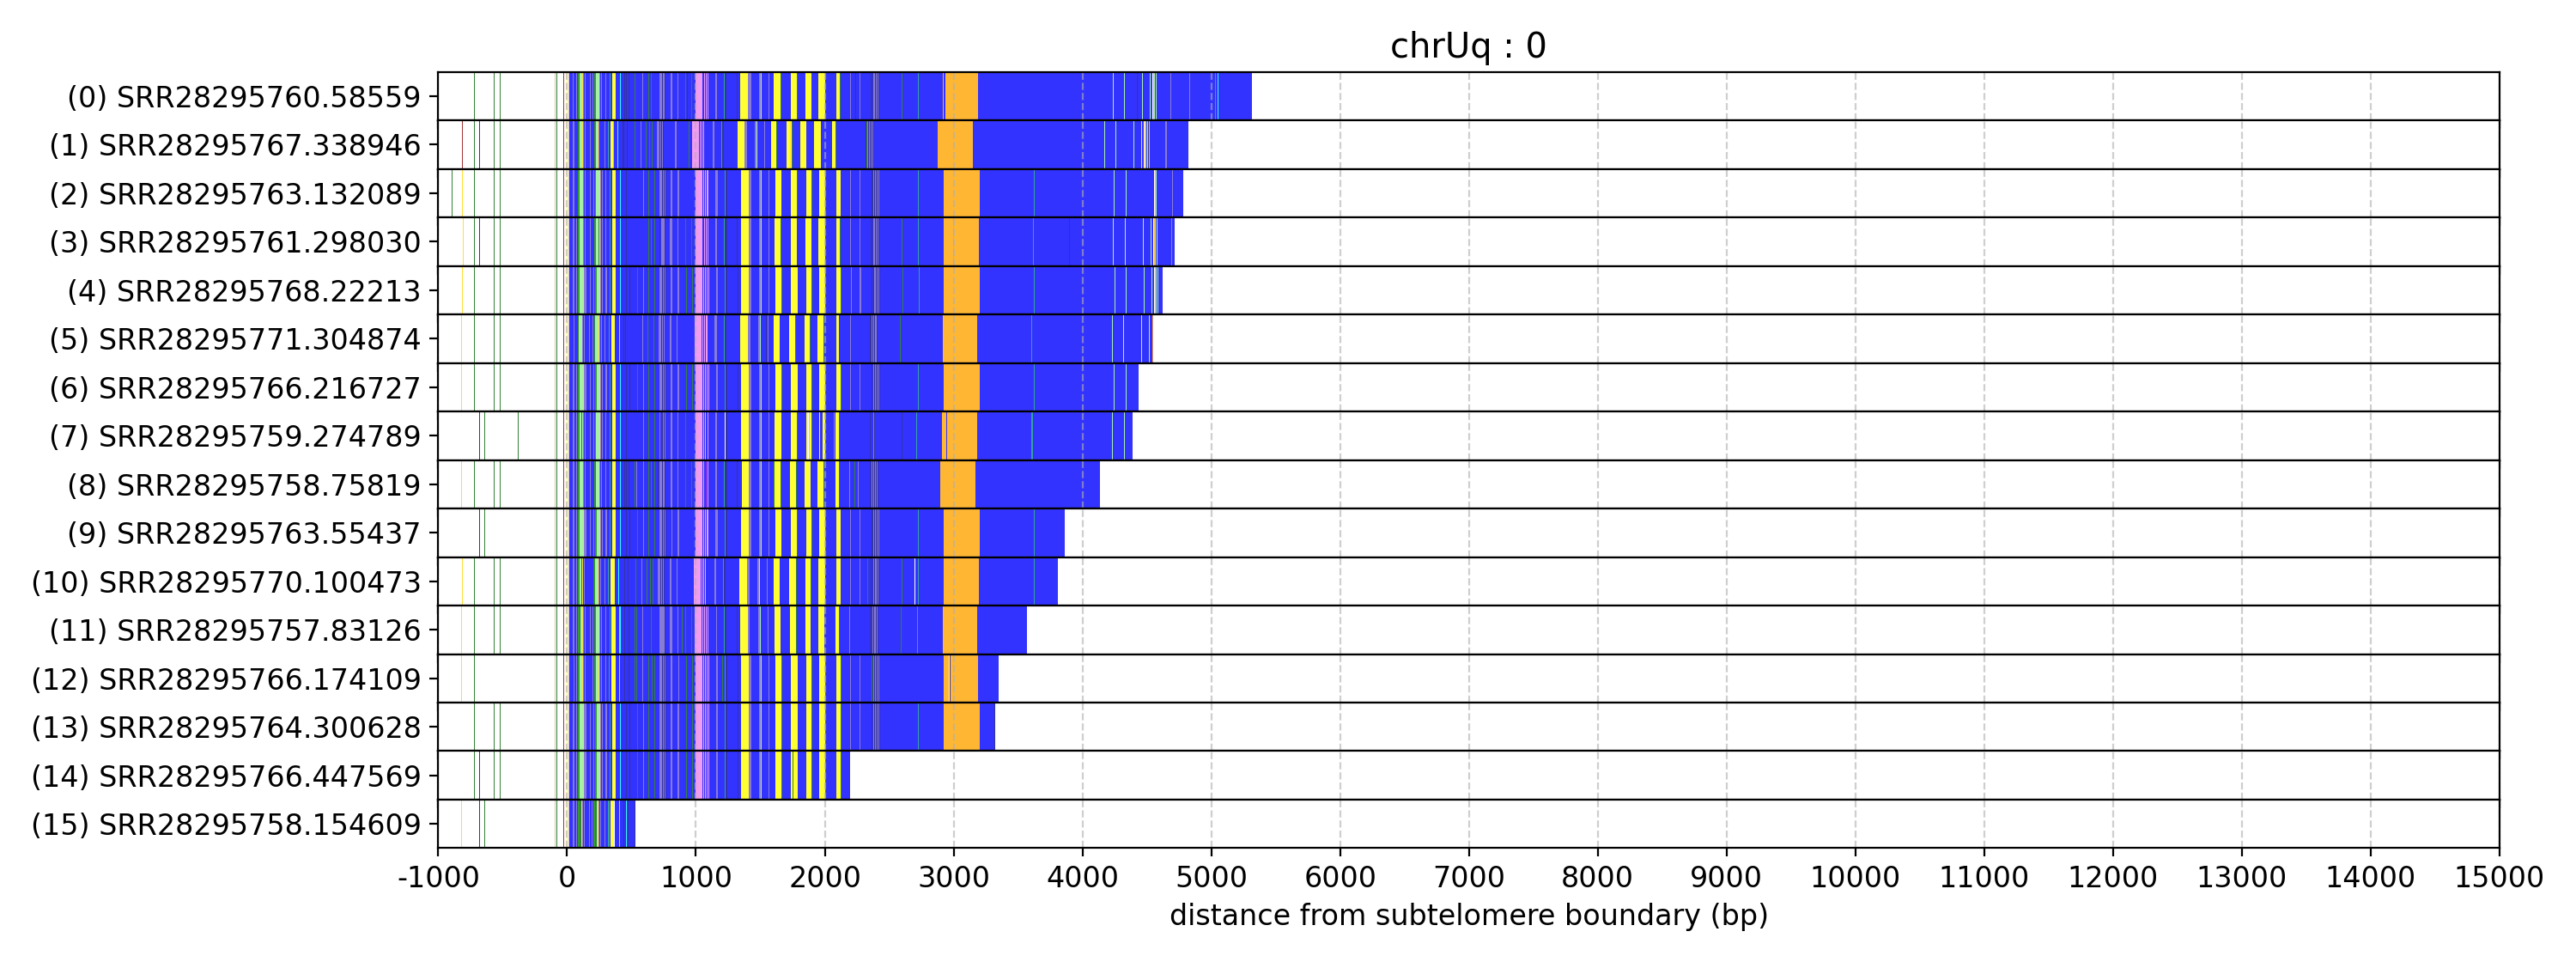 chrUq : 0
(0) SRR28295760.58559
(1) SRR28295767.338946
(2) SRR28295763.132089
(3) SRR28295761.298030
(4) SRR28295768.22213
(5) SRR28295771.304874
(6) SRR28295766.216727
(7) SRR28295759.274789
(8) SRR28295758.75819
(9) SRR28295763.55437
(10) SRR28295770.100473
(11) SRR28295757.83126
(12) SRR28295766.174109
(13) SRR28295764.300628
(14) SRR28295766.447569
(15) SRR28295758.154609
-1000 0 1000 2000 3000 4000 5000 6000 7000 8000 9000 10000 11000 12000 13000 14000 15000
distance from subtelomere boundary (bp)